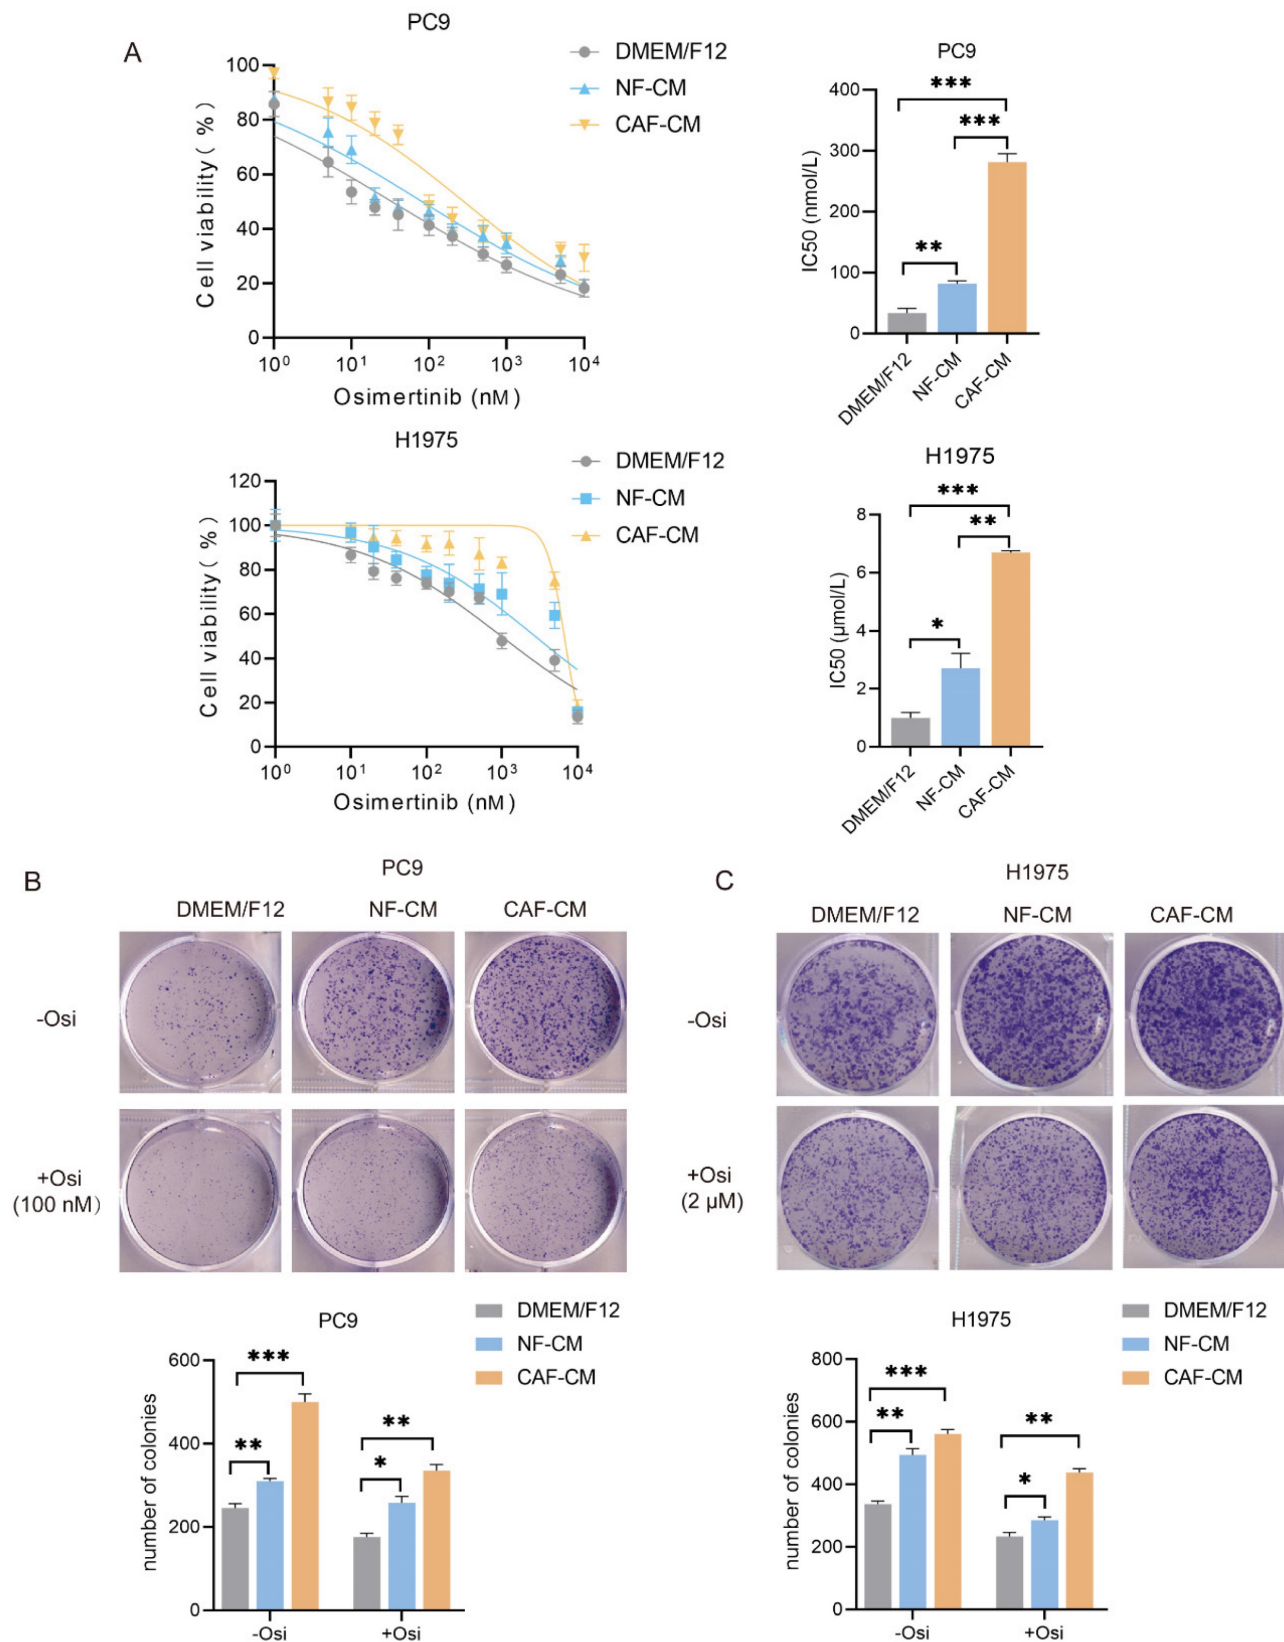 A
PC9
DMEM/F12
NF-CM
CAF-CM
Cell viability ( %)
100
80
60
40
20
0
10⁰ 10¹ 10² 10³ 10⁴
Osimertinib (nM)
PC9
IC50 (nmol/L)
400
300
200
100
0
***
***
**
DMEM/F12
NF-CM
CAF-CM
H1975
DMEM/F12
NF-CM
CAF-CM
Cell viability ( %)
120
100
80
60
40
20
0
10⁰ 10¹ 10² 10³ 10⁴
Osimertinib (nM)
H1975
IC50 (μmol/L)
8
6
4
2
0
***
**
*
DMEM/F12
NF-CM
CAF-CM
B
PC9
DMEM/F12 NF-CM CAF-CM
-Osi
+Osi
(100 nM)
PC9
DMEM/F12
NF-CM
CAF-CM
number of colonies
600
400
200
0
***
**
**
*
-Osi +Osi
C
H1975
DMEM/F12 NF-CM CAF-CM
-Osi
+Osi
(2 μM)
H1975
DMEM/F12
NF-CM
CAF-CM
number of colonies
800
600
400
200
0
***
**
**
*
-Osi +Osi